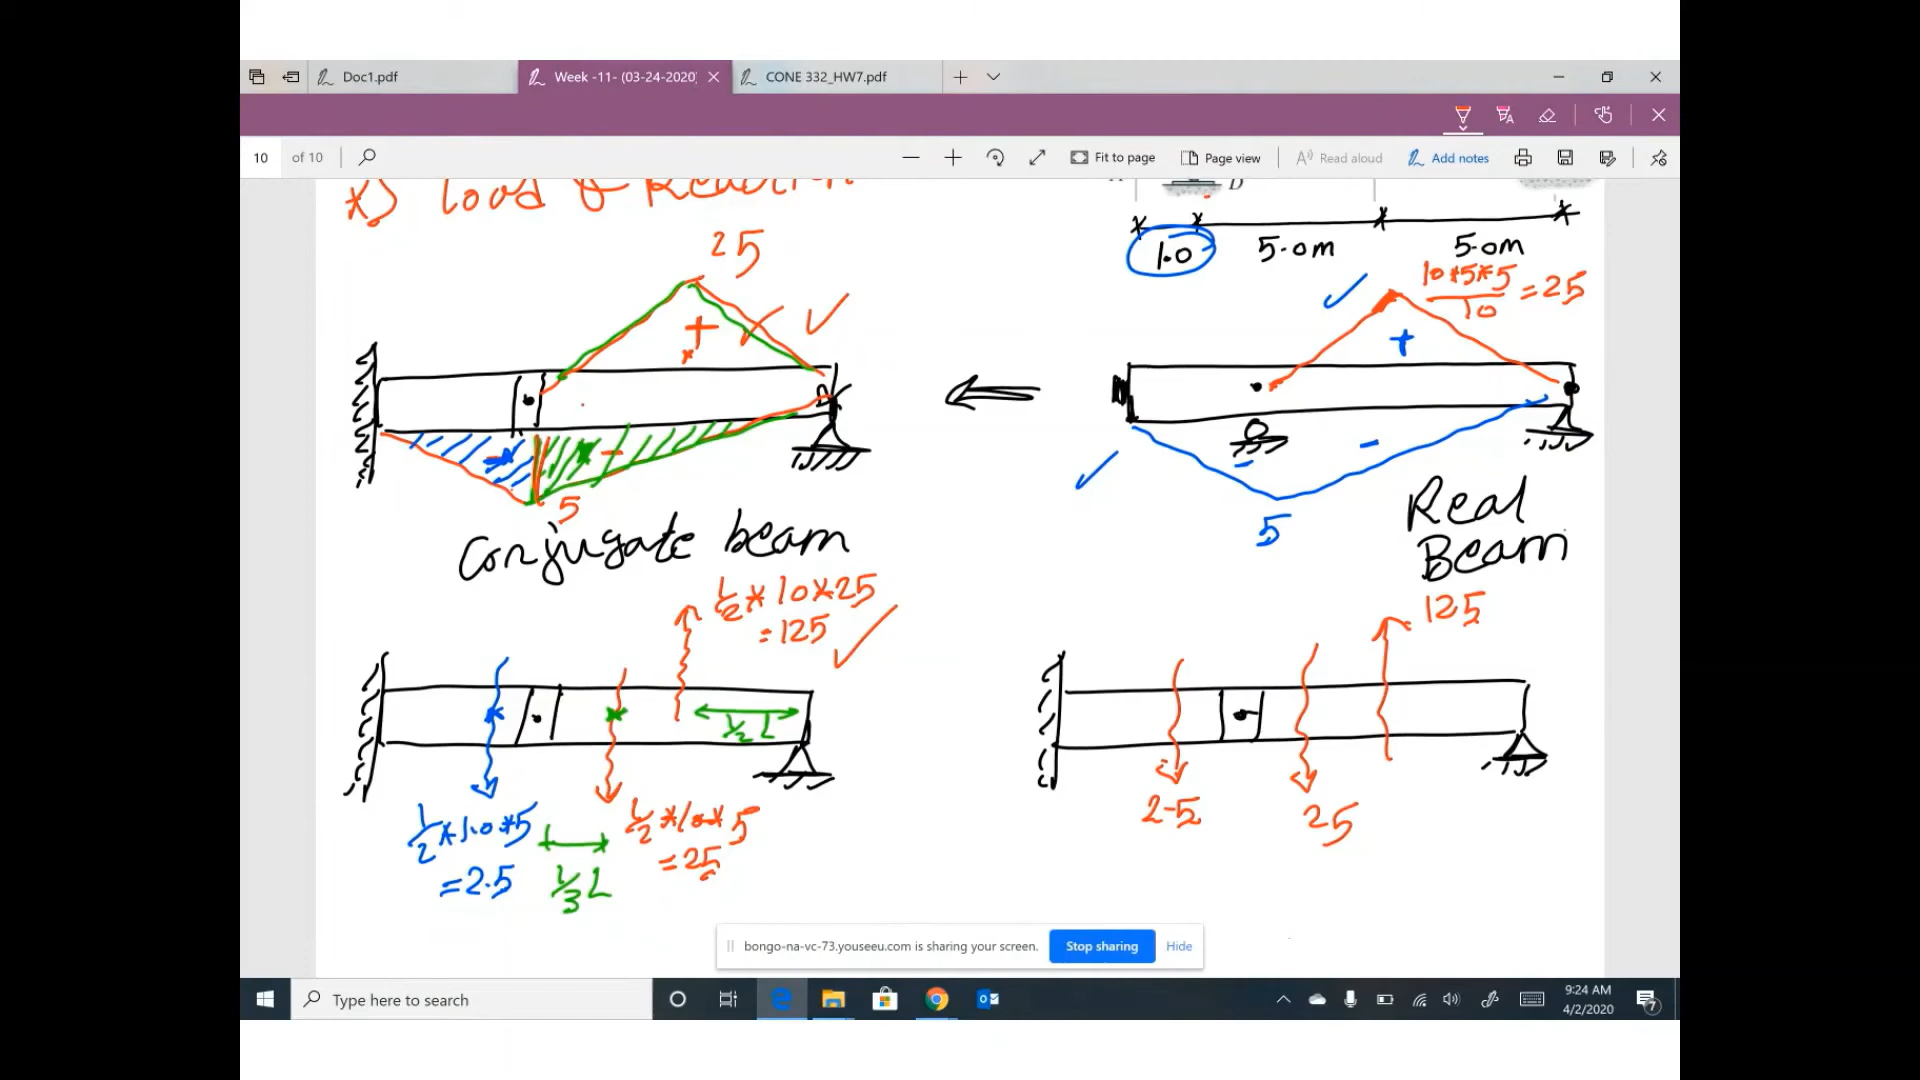 Doc1.pdf
Week -11- (03-24-2020)
CONE 332_HW7.pdf
10 of 10
Fit to page
Page view
Read aloud
Add notes
*) Load & Reaction
D
1.0
5.0m
5.0m
25
10*5*5
10
=25
+
+
-
-
-
-
5
5
Conjugate beam
Real
Beam
1/2*10*25
=125
125
1/2 L
1/2*1.0*5
=2.5
1/3 L
1/2*10*5
=25
2.5
25
bongo-na-vc-73.youseeu.com is sharing your screen.
Stop sharing
Hide
Type here to search
9:24 AM
4/2/2020
7